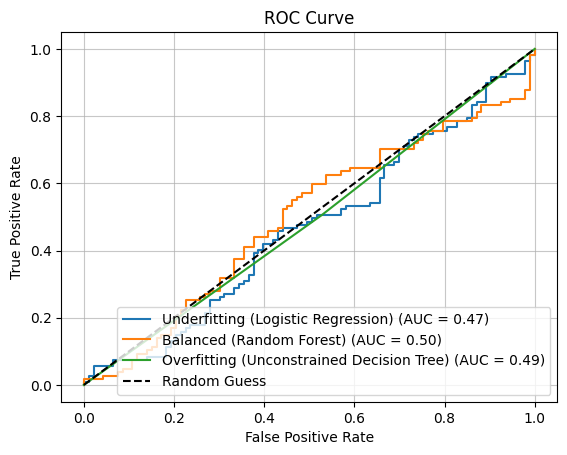 ROC Curve
True Positive Rate
1.0
0.8
0.6
0.4
0.2
0.0
Underfitting (Logistic Regression) (AUC = 0.47)
Balanced (Random Forest) (AUC = 0.50)
Overfitting (Unconstrained Decision Tree) (AUC = 0.49)
Random Guess
0.0 0.2 0.4 0.6 0.8 1.0
False Positive Rate